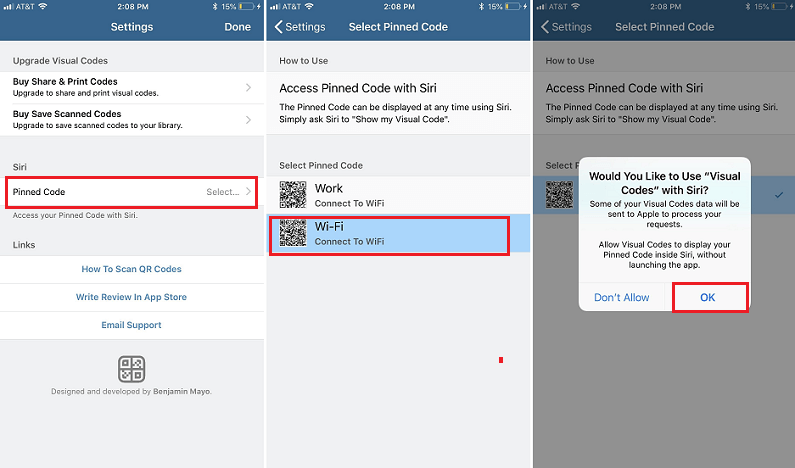 AT&T 2:08 PM 15%
Settings Done
Upgrade Visual Codes
Buy Share & Print Codes
Upgrade to share and print visual codes.
Buy Save Scanned Codes
Upgrade to save scanned codes to your library.
Siri
Pinned Code Select...
Access your Pinned Code with Siri.
Links
How To Scan QR Codes
Write Review In App Store
Email Support
Designed and developed by Benjamin Mayo.
AT&T 2:08 PM 15%
Settings Select Pinned Code
How to Use
Access Pinned Code with Siri
The Pinned Code can be displayed at any time using Siri.
Simply ask Siri to "Show my Visual Code".
Select Pinned Code
Work
Connect To WiFi
Wi-Fi
Connect To WiFi
AT&T 2:08 PM 15%
Settings Select Pinned Code
How to Use
Access Pinned Code with Siri
The Pinned Code can be displayed at any time using Siri.
Simply ask Siri to "Show my Visual Code".
Select P
Would You Like to Use “Visual
Codes” with Siri?
Some of your Visual Codes data will be
sent to Apple to process your
requests.
Allow Visual Codes to display your
Pinned Code inside Siri, without
launching the app.
Don't Allow OK